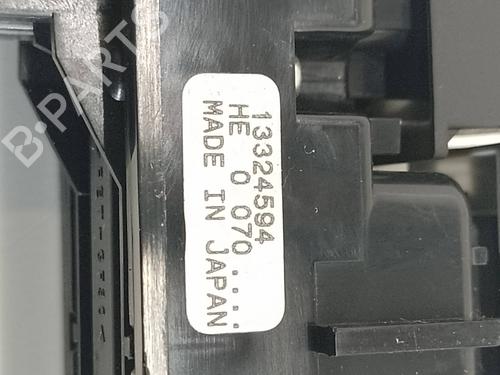 13324594
HE 0 070 ....
MADE IN JAPAN
B-PARTS